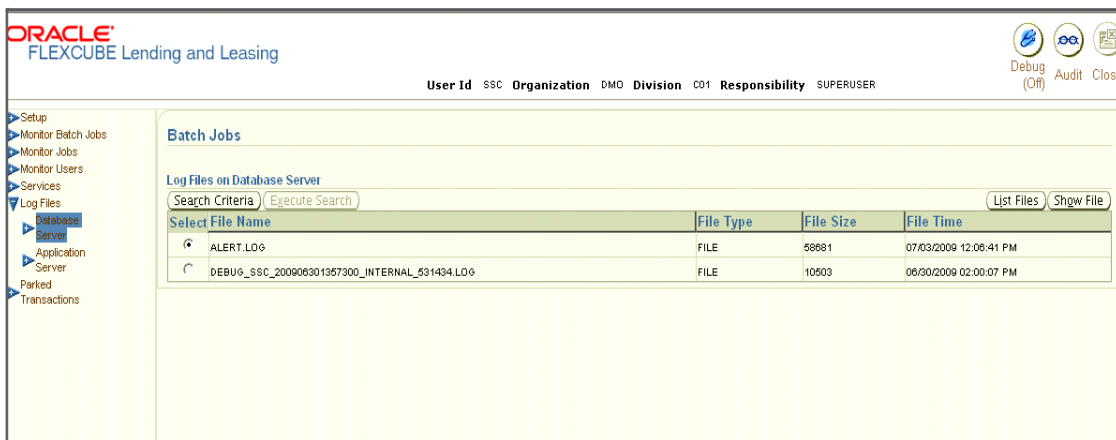 ORACLE
FLEXCUBE Lending and Leasing
Debug
(Off)
Audit
Clos
User Id SSC Organization DMO Division C01 Responsibility SUPERUSER
Setup
Monitor Batch Jobs
Monitor Jobs
Monitor Users
Services
Log Files
Database
Server
Application
Server
Parked
Transactions
Batch Jobs
Log Files on Database Server
Search Criteria Execute Search List Files Show File
Select File Name File Type File Size File Time
ALERT.LOG FILE 58681 07/03/2009 12:06:41 PM
DEBUG_SSC_200906301357300_INTERNAL_531434.LOG FILE 10503 06/30/2009 02:00:07 PM